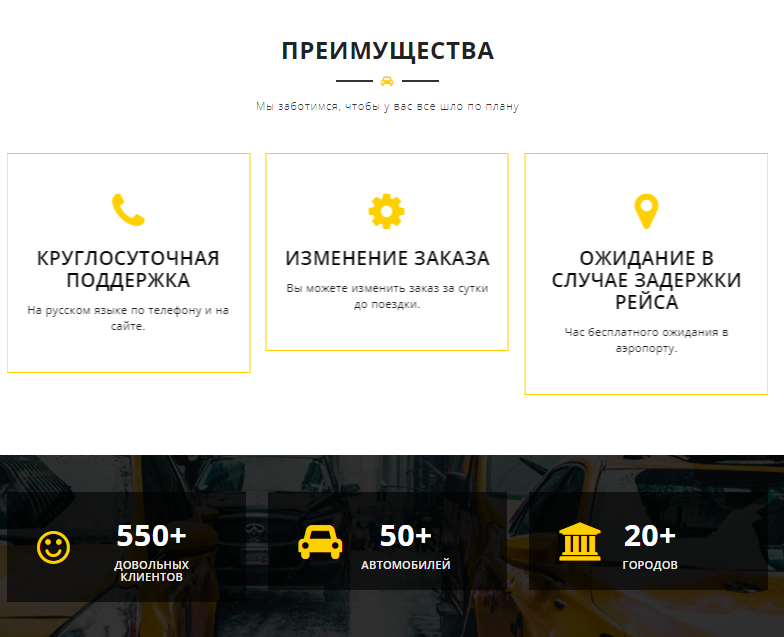 ПРЕИМУЩЕСТВА
Мы заботимся, чтобы у вас все шло по плану
КРУГЛОСУТОЧНАЯ
ПОДДЕРЖКА
На русском языке по телефону и на
сайте.
ИЗМЕНЕНИЕ ЗАКАЗА
Вы можете изменить заказ за сутки
до поездки.
ОЖИДАНИЕ В
СЛУЧАЕ ЗАДЕРЖКИ
РЕЙСА
Час бесплатного ожидания в
аэропорту.
550+
ДОВОЛЬНЫХ
КЛИЕНТОВ
50+
АВТОМОБИЛЕЙ
20+
ГОРОДОВ